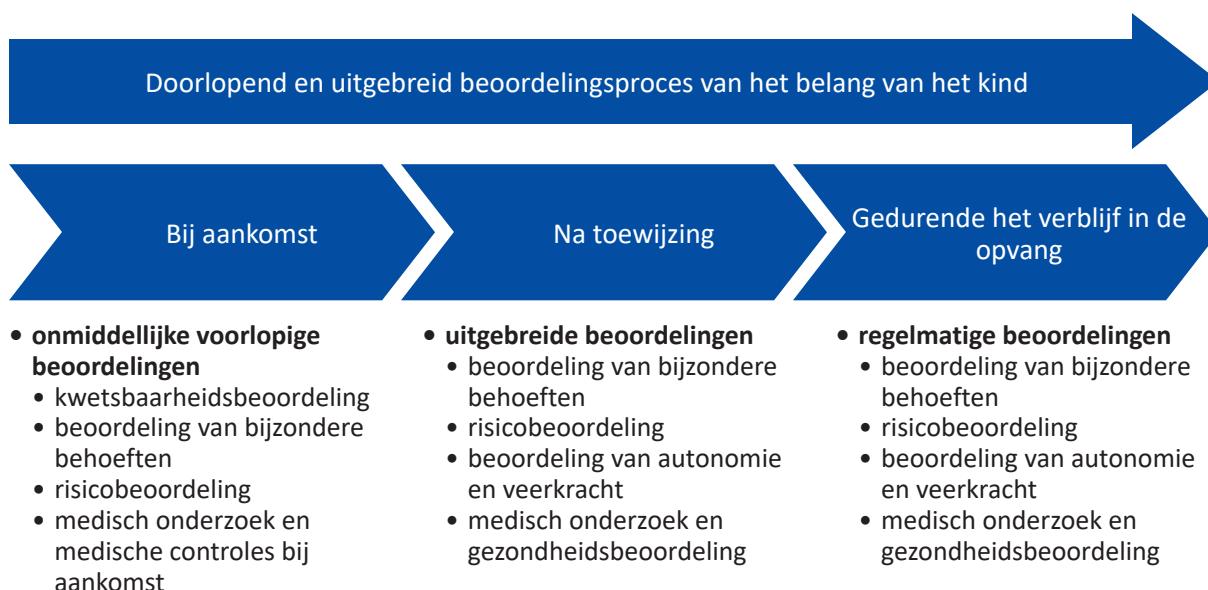 Doorlopend en uitgebreid beoordelingsproces van het belang van het kind
Bij aankomst
Na toewijzing
Gedurende het verblijf in de
opvang
• onmiddellijke voorlopige
beoordelingen
• kwetsbaarheidsbeoordeling
• beoordeling van bijzondere
behoeften
• risicobeoordeling
• medisch onderzoek en
medische controles bij
aankomst
• uitgebreide beoordelingen
• beoordeling van bijzondere
behoeften
• risicobeoordeling
• beoordeling van autonomie
en veerkracht
• medisch onderzoek en
gezondheidsbeoordeling
• regelmatige beoordelingen
• beoordeling van bijzondere
behoeften
• risicobeoordeling
• beoordeling van autonomie
en veerkracht
• medisch onderzoek en
gezondheidsbeoordeling